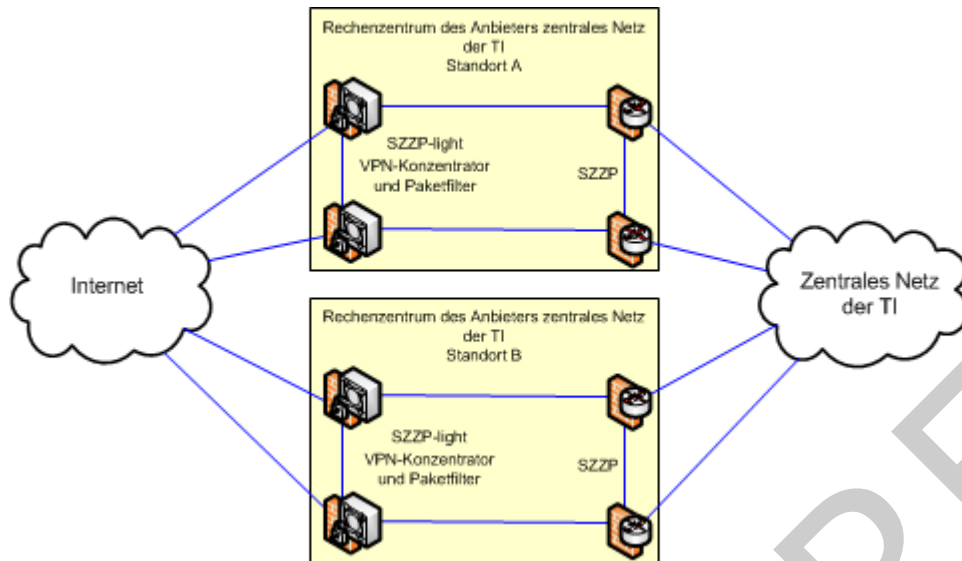 Rechenzentrum des Anbieters zentrales Netz
der TI
Standort A
SZZP-light
VPN-Konzentrator
und Paketfilter
SZZP
Internet
Zentrales Netz
der TI
Rechenzentrum des Anbieters zentrales Netz
der TI
Standort B
SZZP-light
VPN-Konzentrator
und Paketfilter
SZZP